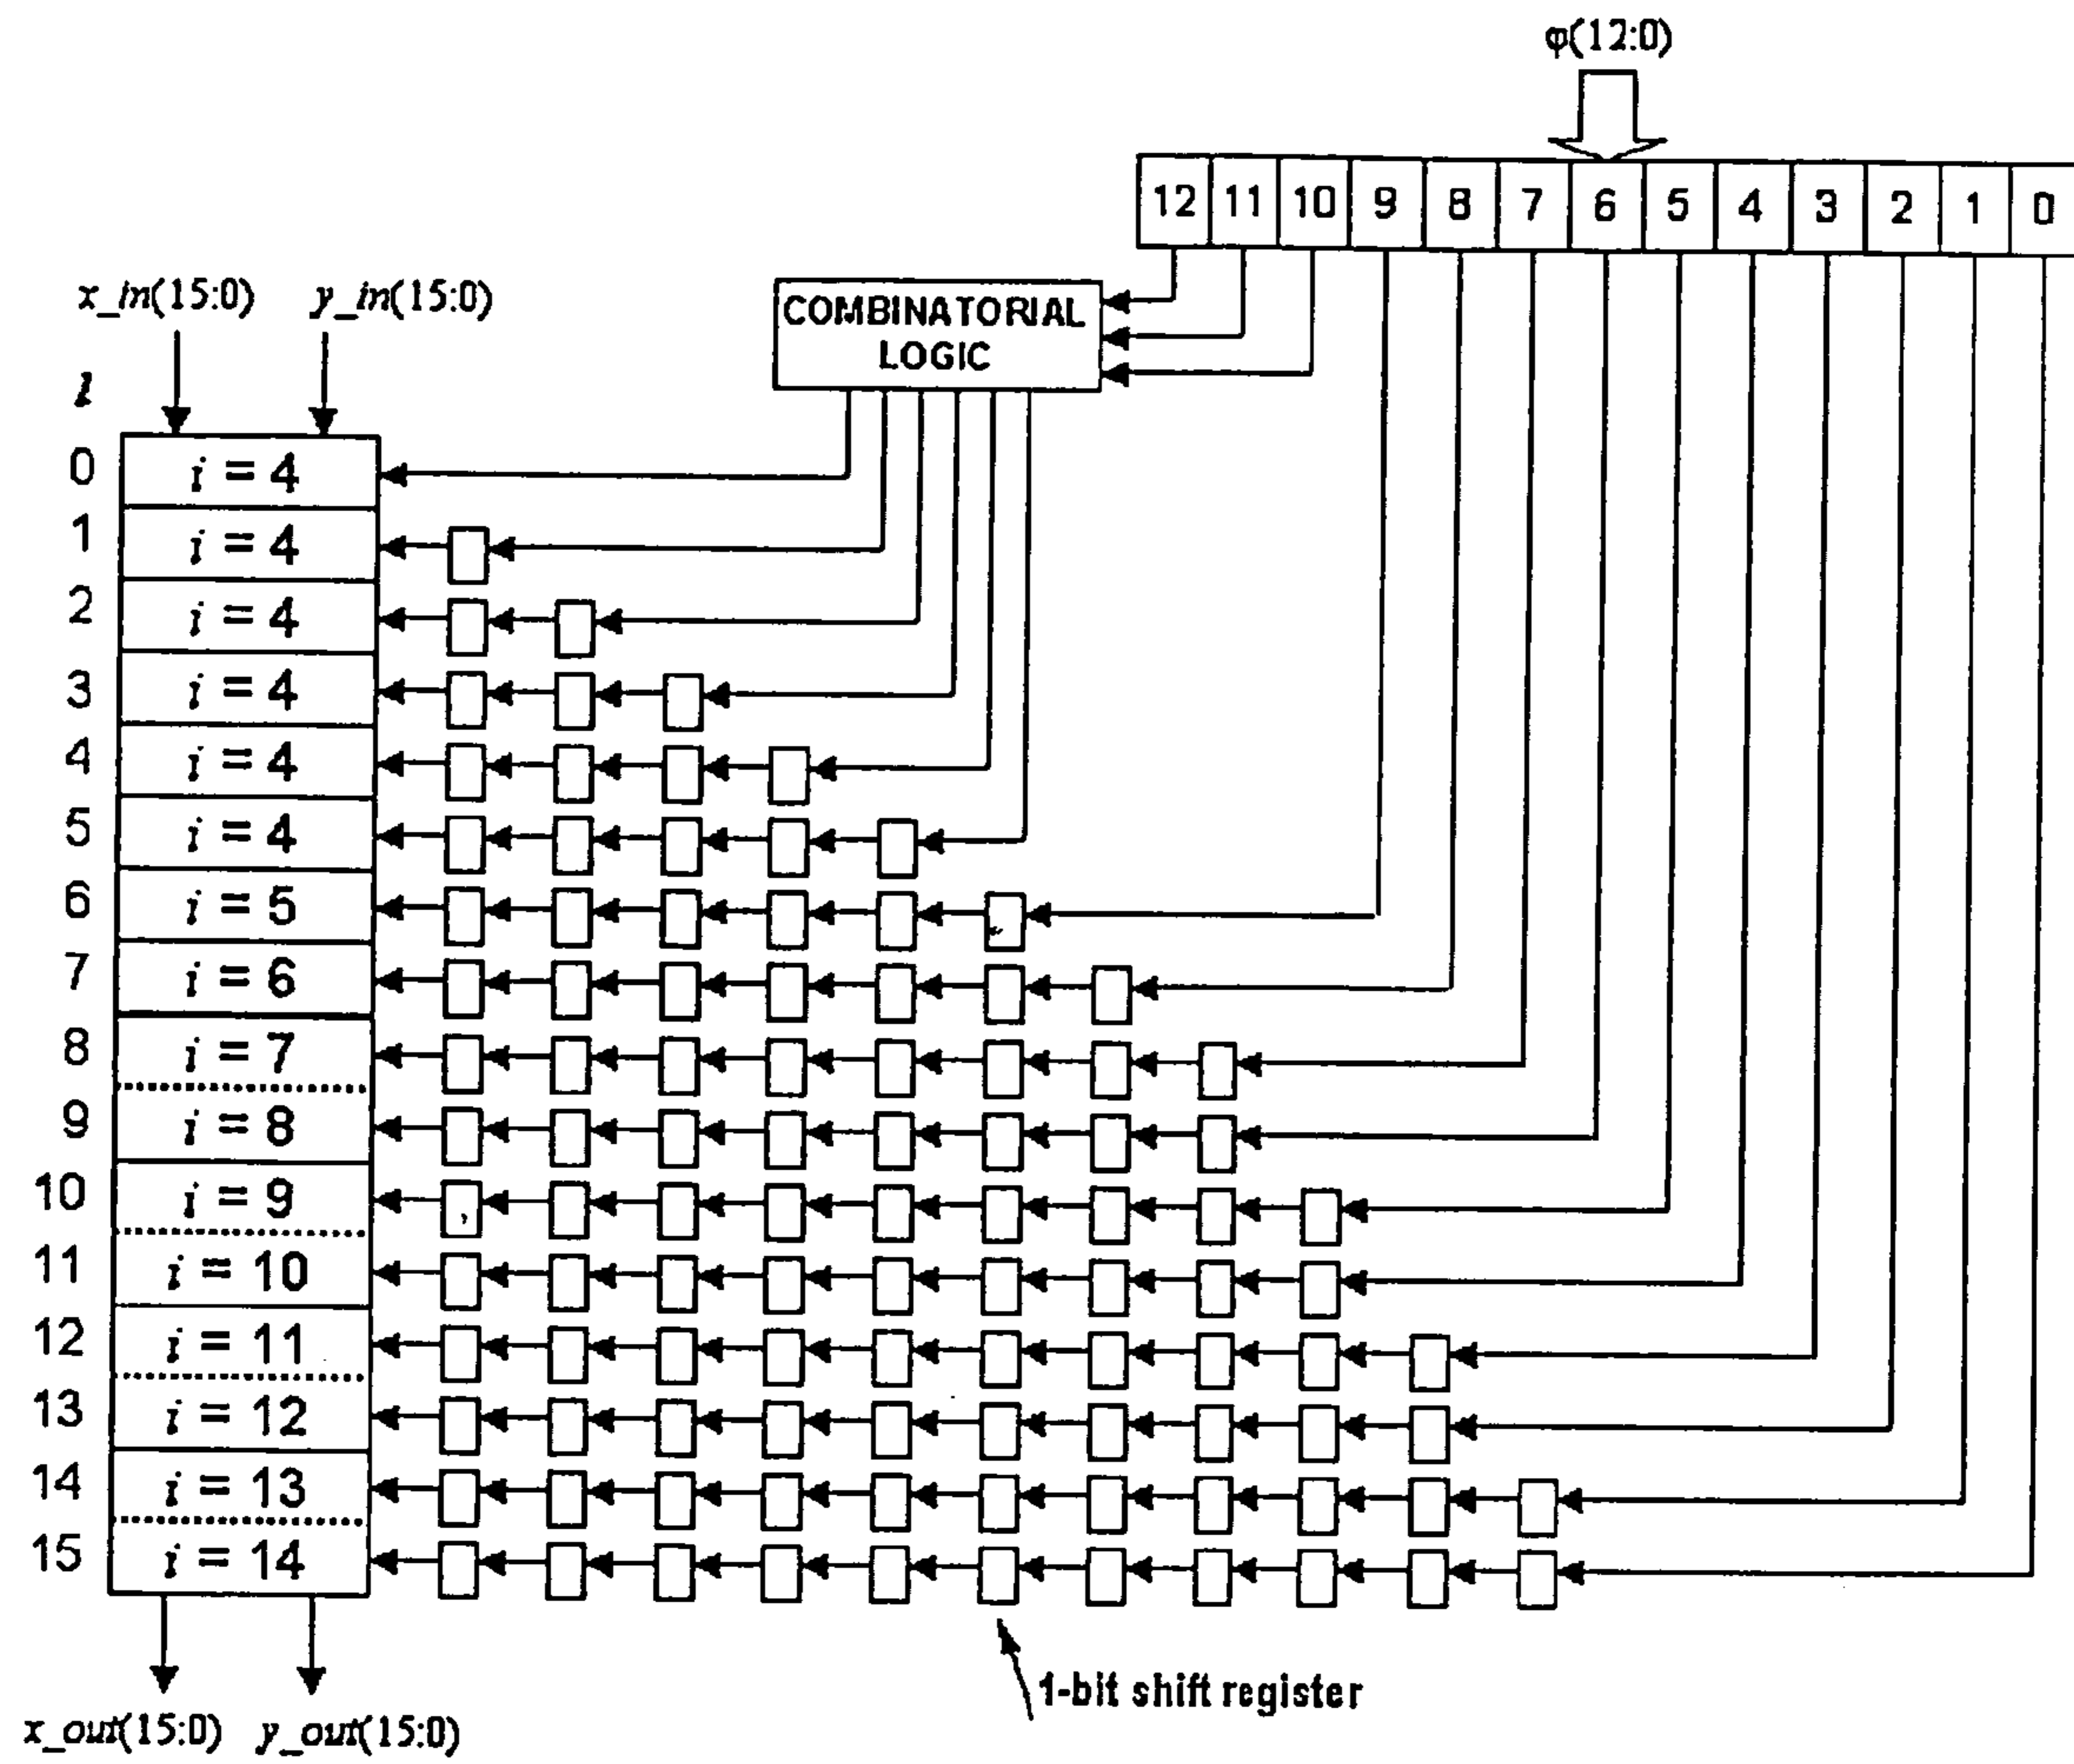 φ(12:0)
12 11 10 9 8 7 6 5 4 3 2 1 0
x_in(15:0) y_in(15:0)
COMBINATORIAL
LOGIC
0 i = 4
1 i = 4
2 i = 4
3 i = 4
4 i = 4
5 i = 4
6 i = 5
7 i = 6
8 i = 7
9 i = 8
10 i = 9
11 i = 10
12 i = 11
13 i = 12
14 i = 13
15 i = 14
1-bit shift register
x_out(15:0) y_out(15:0)